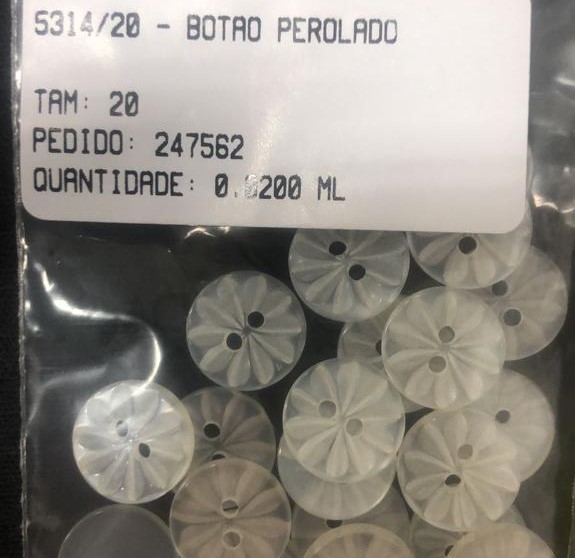 5314/20 - BOTAO PEROLADO
TAM: 20
PEDIDO: 247562
QUANTIDADE: ML